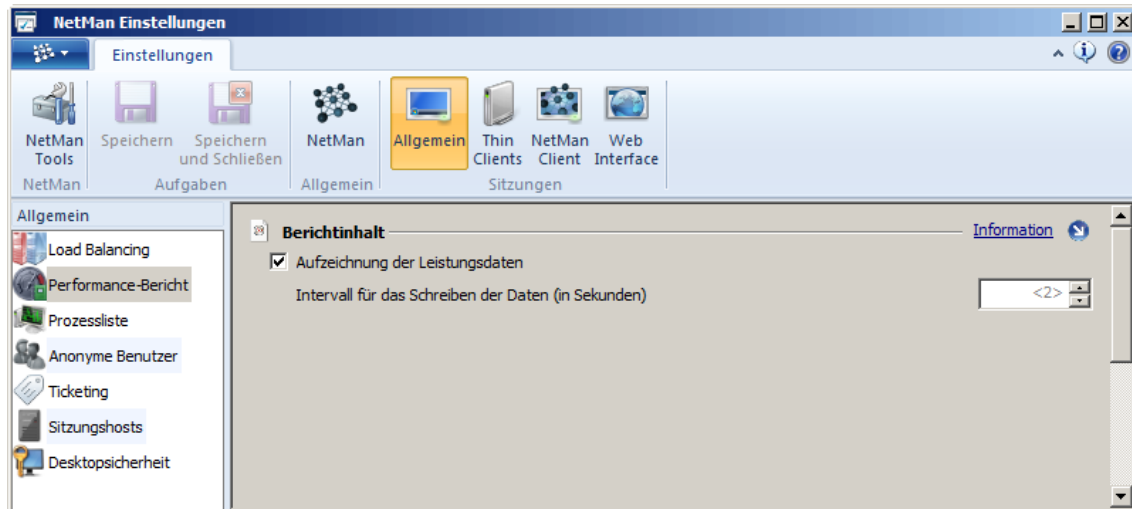 NetMan Einstellungen
Einstellungen
NetMan Tools
Speichern
Speichern und Schließen
NetMan
Allgemein
Thin Clients
NetMan Client
Web Interface
NetMan
Aufgaben
Allgemein
Sitzungen
Allgemein
Load Balancing
Performance-Bericht
Prozessliste
Anonyme Benutzer
Ticketing
Sitzungshosts
Desktopsicherheit
Berichtinhalt
Information
Aufzeichnung der Leistungsdaten
Intervall für das Schreiben der Daten (in Sekunden)
<2>